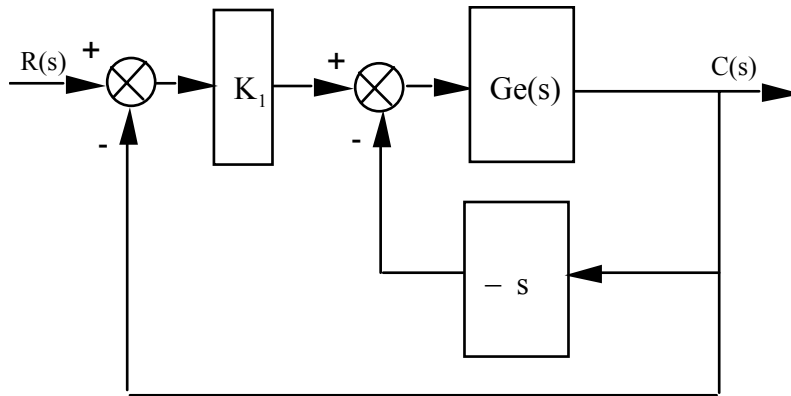 R(s)
+
-
K₁
+
-
Ge(s)
C(s)
– s